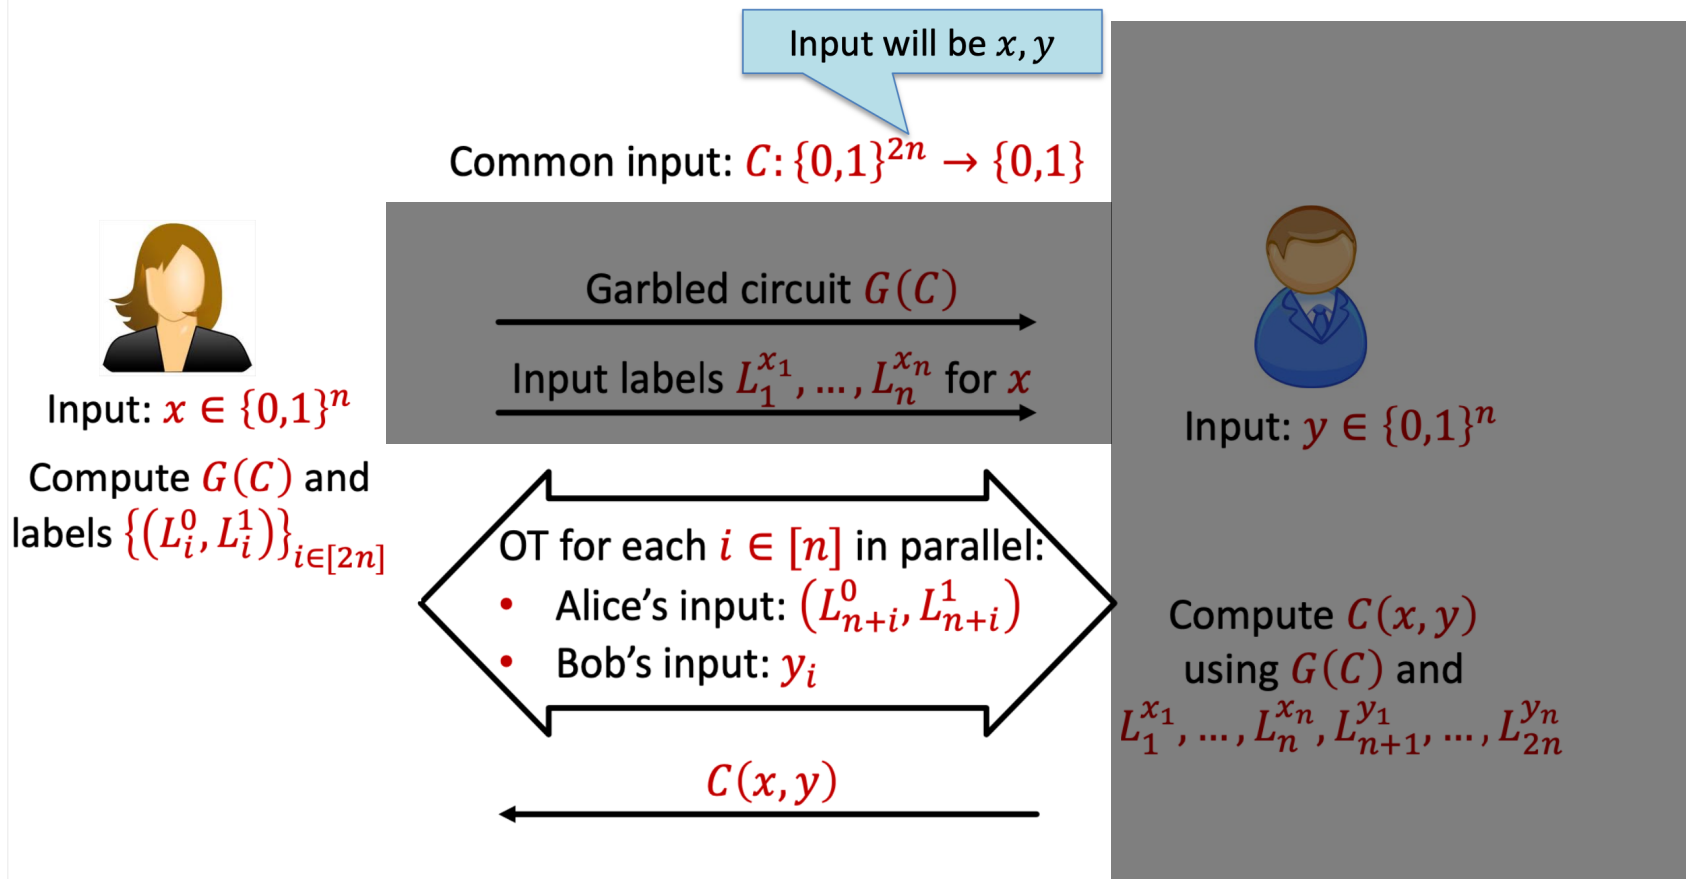 Input will be x, y
Common input: C: {0,1}^{2n} → {0,1}
Garbled circuit G(C)
Input labels L_1^{x_1}, …, L_n^{x_n} for x
Input: x ∈ {0,1}^n
Input: y ∈ {0,1}^n
Compute G(C) and
labels {(L_i^0, L_i^1)}_{i∈[2n]}
OT for each i ∈ [n] in parallel:
• Alice's input: (L_{n+i}^0, L_{n+i}^1)
• Bob's input: y_i
Compute C(x, y)
using G(C) and
L_1^{x_1}, …, L_n^{x_n}, L_{n+1}^{y_1}, …, L_{2n}^{y_n}
C(x, y)